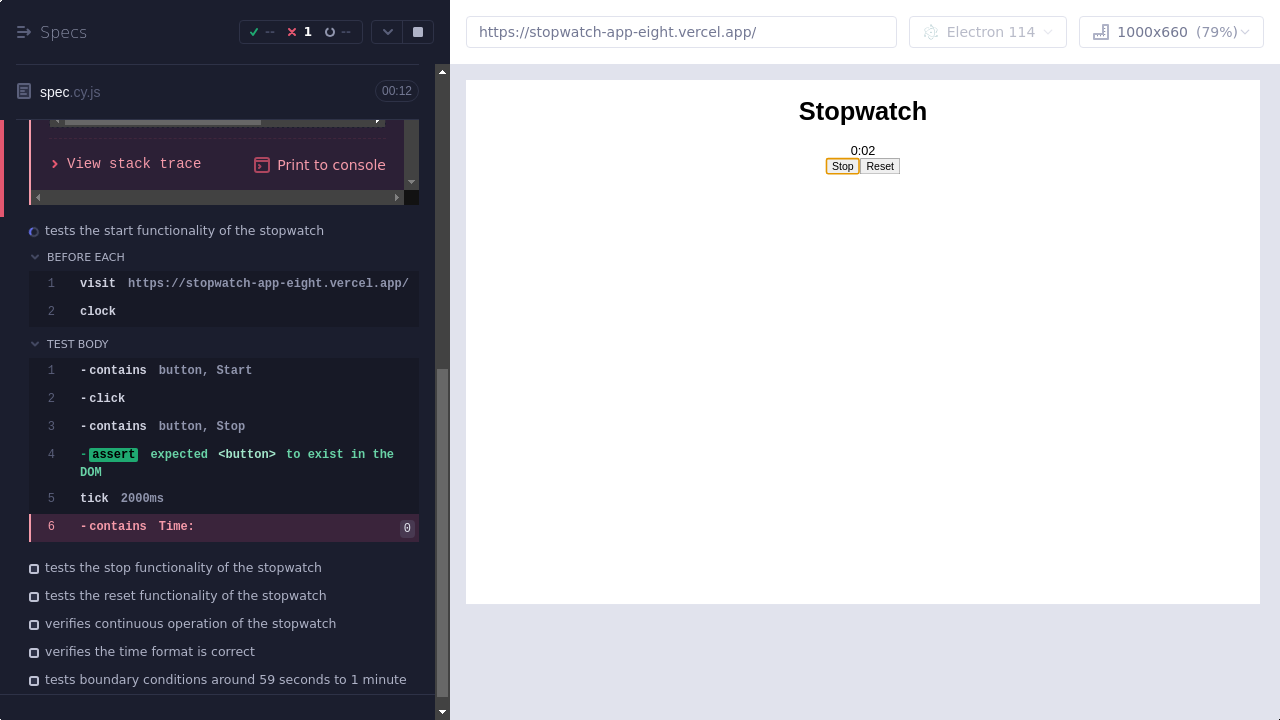 Specs
--
1
--
spec.cy.js
00:12
View stack trace
Print to console
tests the start functionality of the stopwatch
BEFORE EACH
1 visit https://stopwatch-app-eight.vercel.app/
2 clock
TEST BODY
1 -contains button, Start
2 -click
3 -contains button, Stop
4 -assert expected <button> to exist in the
DOM
5 tick 2000ms
6 -contains Time: 0
tests the stop functionality of the stopwatch
tests the reset functionality of the stopwatch
verifies continuous operation of the stopwatch
verifies the time format is correct
tests boundary conditions around 59 seconds to 1 minute
https://stopwatch-app-eight.vercel.app/
Electron 114
1000x660 (79%)
Stopwatch
0:02
Stop Reset